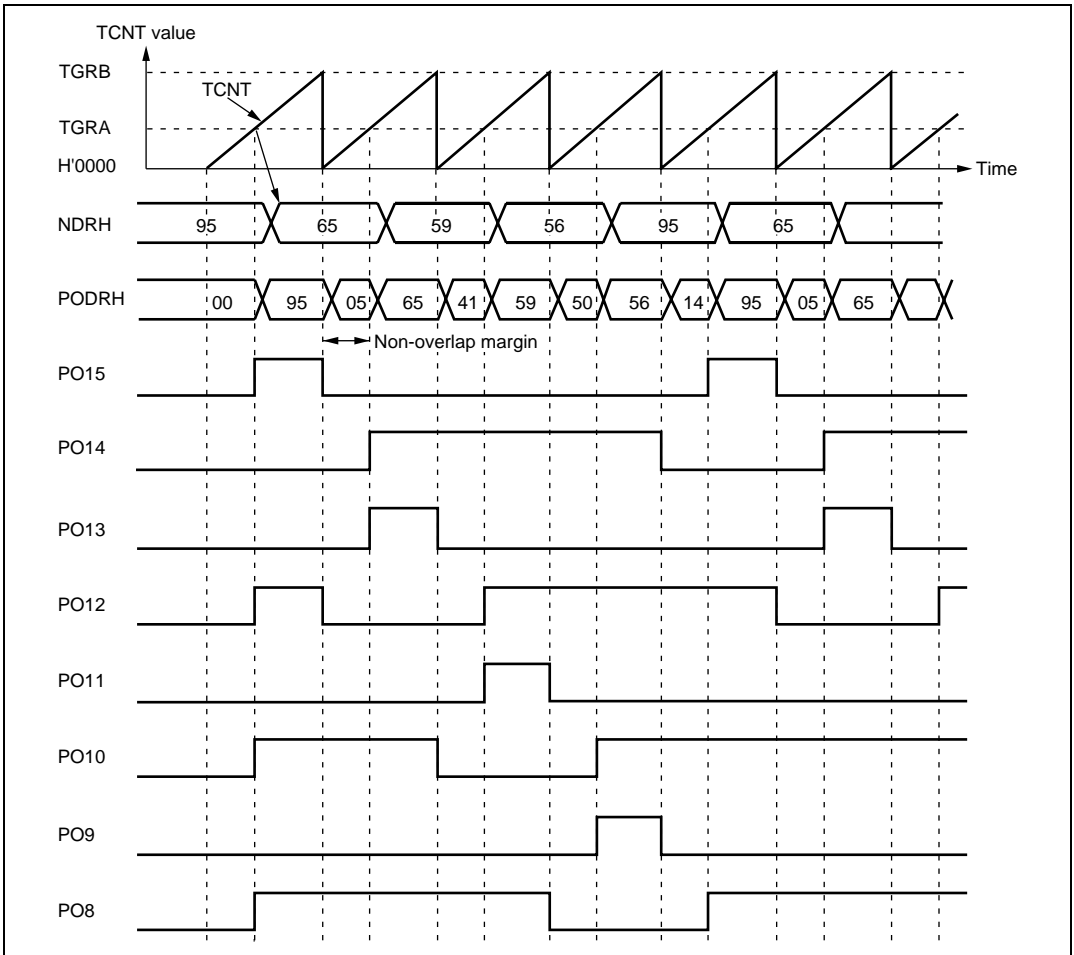 TCNT value
TGRB
TCNT
TGRA
H'0000
Time
NDRH 95 65 59 56 95 65
PODRH 00 95 05 65 41 59 50 56 14 95 05 65
Non-overlap margin
PO15
PO14
PO13
PO12
PO11
PO10
PO9
PO8